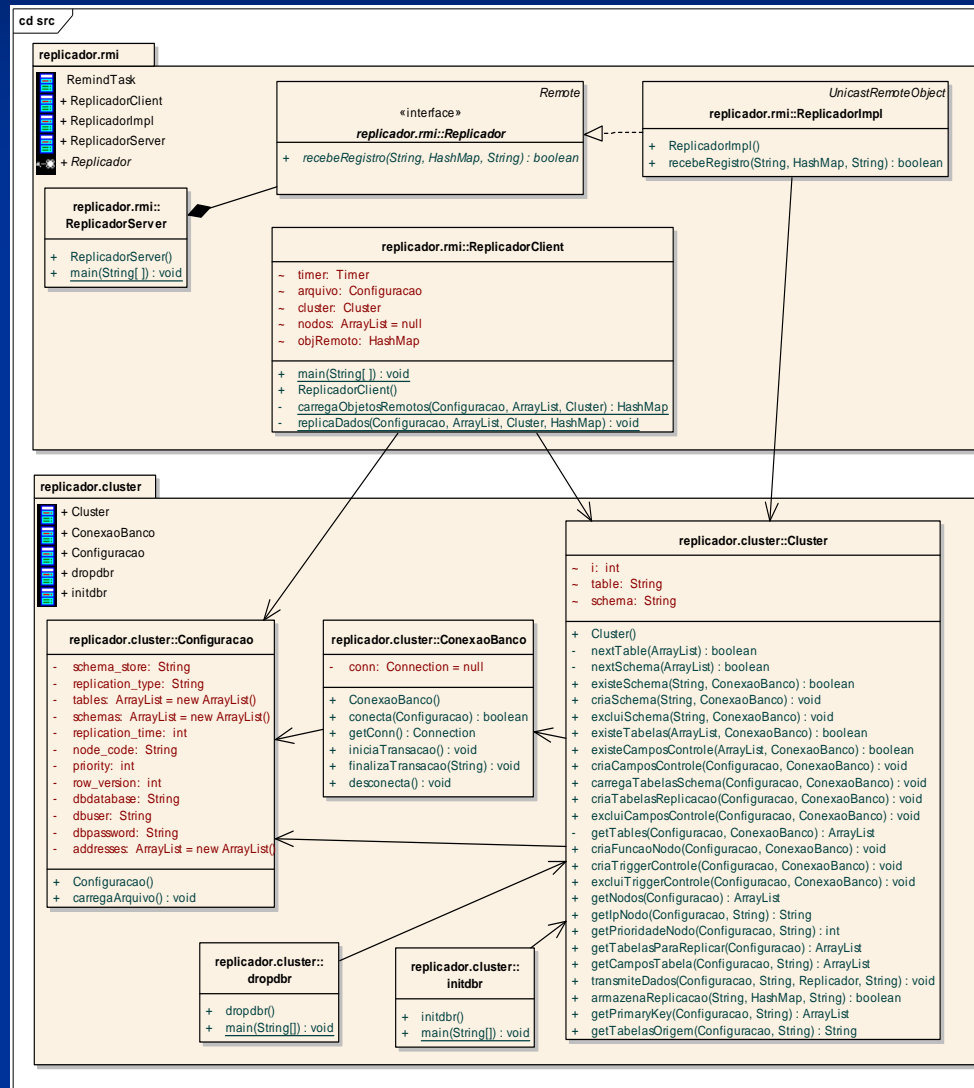 cd src
replicador.rmi
RemindTask
+ ReplicadorClient
+ ReplicadorImpl
+ ReplicadorServer
+ Replicador
Remote
«interface»
replicador.rmi::Replicador
+ recebeRegistro(String, HashMap, String) : boolean
UnicastRemoteObject
replicador.rmi::ReplicadorImpl
+ ReplicadorImpl()
+ recebeRegistro(String, HashMap, String) : boolean
replicador.rmi::
ReplicadorServer
+ ReplicadorServer()
+ main(String[ ]) : void
replicador.rmi::ReplicadorClient
~ timer: Timer
~ arquivo: Configuracao
~ cluster: Cluster
~ nodos: ArrayList = null
~ objRemoto: HashMap
+ main(String[ ]) : void
+ ReplicadorClient()
- carregaObjetosRemotos(Configuracao, ArrayList, Cluster) : HashMap
- replicaDados(Configuracao, ArrayList, Cluster, HashMap) : void
replicador.cluster
+ Cluster
+ ConexaoBanco
+ Configuracao
+ dropdbr
+ initdbr
replicador.cluster::Configuracao
- schema_store: String
- replication_type: String
- tables: ArrayList = new ArrayList()
- schemas: ArrayList = new ArrayList()
- replication_time: int
- node_code: String
- priority: int
- row_version: int
- dbdatabase: String
- dbuser: String
- dbpassword: String
- addresses: ArrayList = new ArrayList()
+ Configuracao()
+ carregaArquivo() : void
replicador.cluster::ConexaoBanco
- conn: Connection = null
+ ConexaoBanco()
+ conecta(Configuracao) : boolean
+ getConn() : Connection
+ iniciaTransacao() : void
+ finalizaTransacao(String) : void
+ desconecta() : void
replicador.cluster::Cluster
~ i: int
~ table: String
~ schema: String
+ Cluster()
- nextTable(ArrayList) : boolean
- nextSchema(ArrayList) : boolean
+ existeSchema(String, ConexaoBanco) : boolean
+ criaSchema(String, ConexaoBanco) : void
+ excluiSchema(String, ConexaoBanco) : void
+ existeTabelas(ArrayList, ConexaoBanco) : boolean
+ existeCamposControle(ArrayList, ConexaoBanco) : boolean
+ criaCamposControle(Configuracao, ConexaoBanco) : void
+ carregaTabelasSchema(Configuracao, ConexaoBanco) : void
+ criaTabelasReplicacao(Configuracao, ConexaoBanco) : void
+ excluiCamposControle(Configuracao, ConexaoBanco) : void
- getTables(Configuracao, ConexaoBanco) : ArrayList
+ criaFuncaoNodo(Configuracao, ConexaoBanco) : void
+ criaTriggerControle(Configuracao, ConexaoBanco) : void
+ excluiTriggerControle(Configuracao, ConexaoBanco) : void
+ getNodos(Configuracao) : ArrayList
+ getIpNodo(Configuracao, String) : String
+ getPrioridadeNodo(Configuracao, String) : int
+ getTabelasParaReplicar(Configuracao) : ArrayList
+ getCamposTabela(Configuracao, String) : ArrayList
+ transmiteDados(Configuracao, String, Replicador, String) : void
+ armazenaReplicacao(String, HashMap, String) : boolean
+ getPrimaryKey(Configuracao, String) : ArrayList
+ getTabelasOrigem(Configuracao, String) : String
replicador.cluster::
dropdbr
+ dropdbr()
+ main(String[]) : void
replicador.cluster::
initdbr
+ initdbr()
+ main(String[]) : void